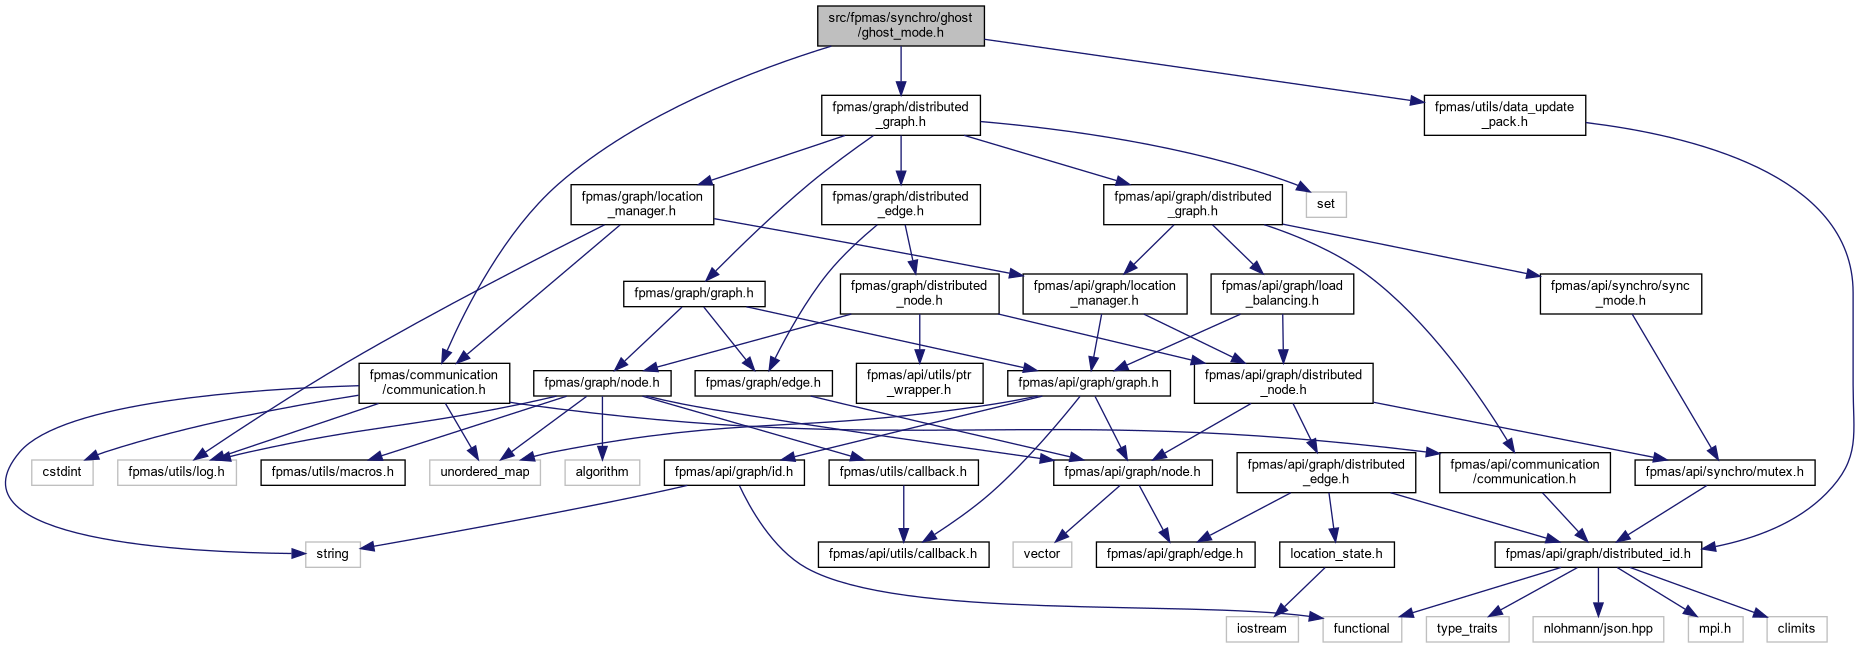 src/fpmas/synchro/ghost
/ghost_mode.h
fpmas/graph/distributed
_graph.h
fpmas/utils/data_update
_pack.h
fpmas/graph/location
_manager.h
fpmas/graph/distributed
_edge.h
fpmas/api/graph/distributed
_graph.h
set
fpmas/graph/graph.h
fpmas/graph/distributed
_node.h
fpmas/api/graph/location
_manager.h
fpmas/api/graph/load
_balancing.h
fpmas/api/synchro/sync
_mode.h
fpmas/communication
/communication.h
fpmas/graph/node.h
fpmas/graph/edge.h
fpmas/api/utils/ptr
_wrapper.h
fpmas/api/graph/graph.h
fpmas/api/graph/distributed
_node.h
cstdint
fpmas/utils/log.h
fpmas/utils/macros.h
unordered_map
algorithm
fpmas/api/graph/id.h
fpmas/utils/callback.h
fpmas/api/graph/node.h
fpmas/api/graph/distributed
_edge.h
fpmas/api/communication
/communication.h
fpmas/api/synchro/mutex.h
string
fpmas/api/utils/callback.h
vector
fpmas/api/graph/edge.h
location_state.h
fpmas/api/graph/distributed_id.h
iostream
functional
type_traits
nlohmann/json.hpp
mpi.h
climits